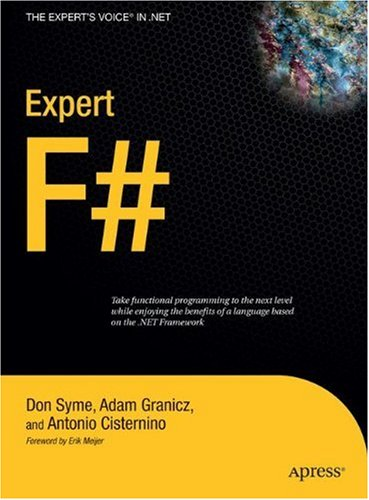 THE EXPERT'S VOICE® IN .NET
Expert
F#
Take functional programming to the next level
while enjoying the benefits of a language based
on the .NET Framework
Don Syme, Adam Granicz,
and Antonio Cisternino
Foreword by Erik Meijer
Apress®